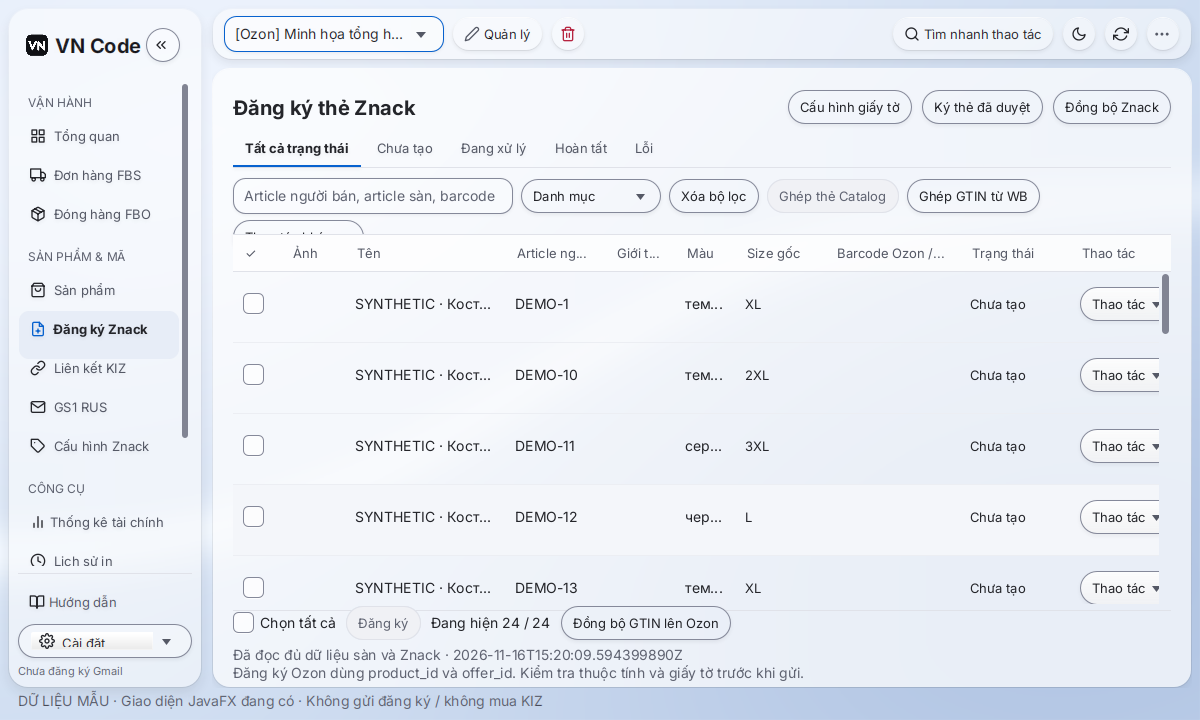 VN VN Code
VẬN HÀNH
Tổng quan
Đơn hàng FBS
Đóng hàng FBO
SẢN PHẨM & MÃ
Sản phẩm
Đăng ký Znack
Liên kết KIZ
GS1 RUS
Cấu hình Znack
CÔNG CỤ
Thống kê tài chính
Lịch sử in
Hướng dẫn
Cài đặt
Chưa đăng ký Gmail
[Ozon] Minh họa tổng h... Quản lý Tìm nhanh thao tác
Đăng ký thẻ Znack Cấu hình giấy tờ Ký thẻ đã duyệt Đồng bộ Znack
Tất cả trạng thái Chưa tạo Đang xử lý Hoàn tất Lỗi
Article người bán, article sàn, barcode Danh mục Xóa bộ lọc Ghép thẻ Catalog Ghép GTIN từ WB
Ảnh Tên Article ng... Giới t... Màu Size gốc Barcode Ozon /... Trạng thái Thao tác
SYNTHETIC · Кост... DEMO-1 тем... XL Chưa tạo Thao tác
SYNTHETIC · Кост... DEMO-10 тем... 2XL Chưa tạo Thao tác
SYNTHETIC · Кост... DEMO-11 сер... 3XL Chưa tạo Thao tác
SYNTHETIC · Кост... DEMO-12 чер... L Chưa tạo Thao tác
SYNTHETIC · Кост... DEMO-13 тем... XL Chưa tạo Thao tác
Chọn tất cả Đăng ký Đang hiện 24 / 24 Đồng bộ GTIN lên Ozon
Đã đọc đủ dữ liệu sàn và Znack · 2026-11-16T15:20:09.594399890Z
Đăng ký Ozon dùng product_id và offer_id. Kiểm tra thuộc tính và giấy tờ trước khi gửi.
DỮ LIỆU MẪU · Giao diện JavaFX đang có · Không gửi đăng ký / không mua KIZ